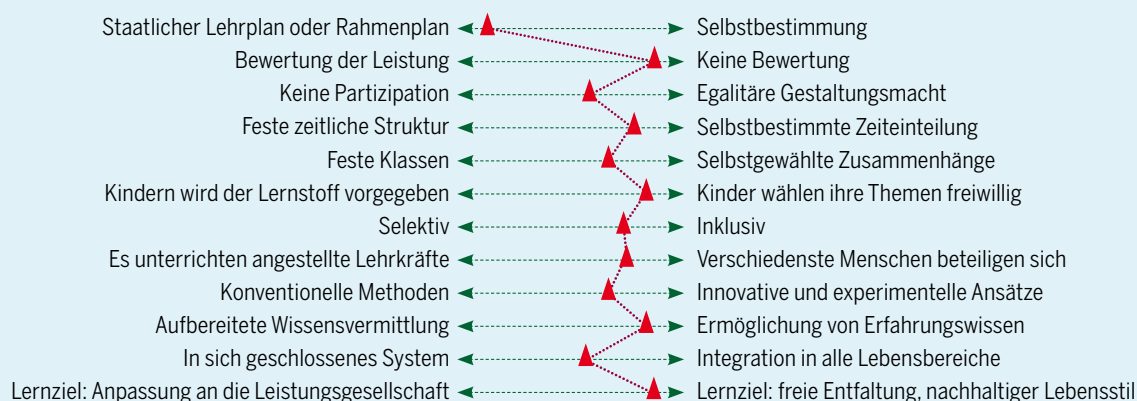 Staatlicher Lehrplan oder Rahmenplan Selbstbestimmung
Bewertung der Leistung Keine Bewertung
Keine Partizipation Egalitäre Gestaltungsmacht
Feste zeitliche Struktur Selbstbestimmte Zeiteinteilung
Feste Klassen Selbstgewählte Zusammenhänge
Kindern wird der Lernstoff vorgegeben Kinder wählen ihre Themen freiwillig
Selektiv Inklusiv
Es unterrichten angestellte Lehrkräfte Verschiedenste Menschen beteiligen sich
Konventionelle Methoden Innovative und experimentelle Ansätze
Aufbereitete Wissensvermittlung Ermöglichung von Erfahrungswissen
In sich geschlossenes System Integration in alle Lebensbereiche
Lernziel: Anpassung an die Leistungsgesellschaft Lernziel: freie Entfaltung, nachhaltiger Lebensstil